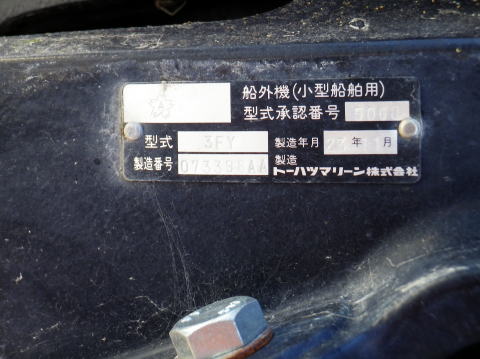 船外機(小型船舶用)
型式承認番号
型式 3FY 製造年月 23年 月
製造番号 製造
トーハツマリーン株式会社